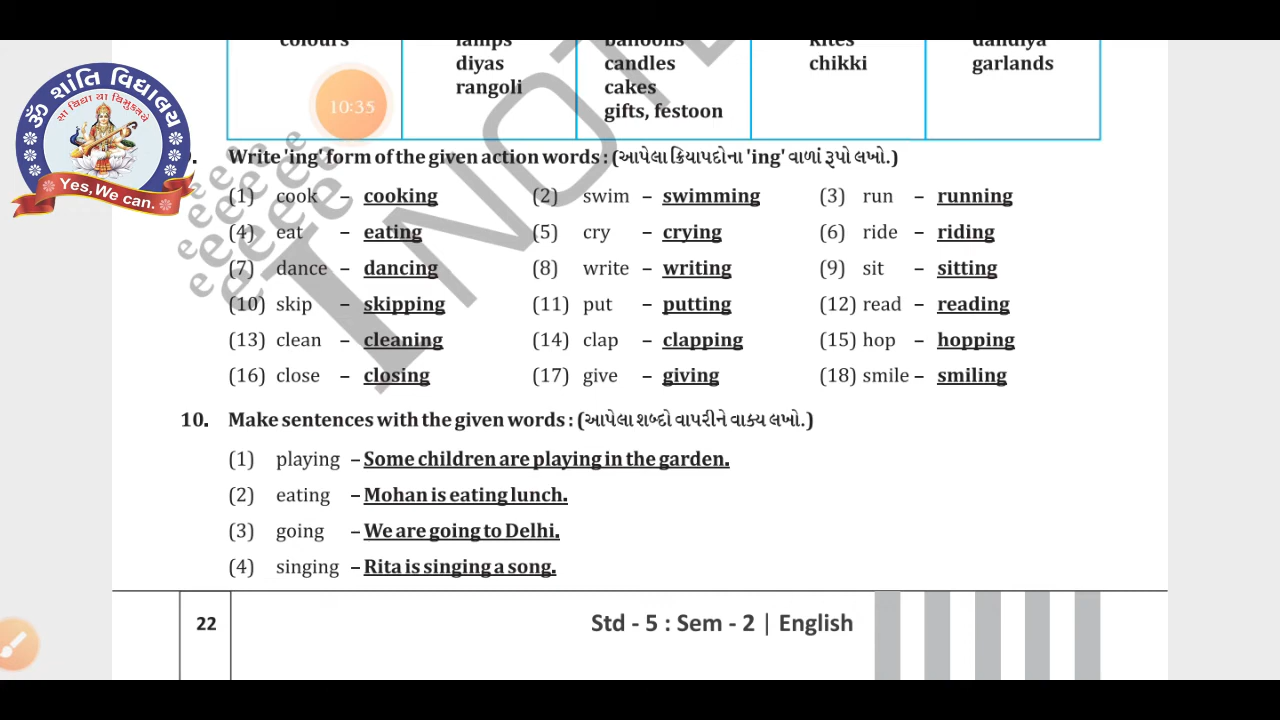 colours lamps balloons kites dandiya
diyas candles chikki garlands
rangoli cakes
gifts, festoon
10:35
ૐ શાંતિ વિદ્યાલય
સા વિદ્યા યા વિમુક્તયે
Yes, We can.
. Write 'ing' form of the given action words : (આપેલા ક્રિયાપદોના 'ing' વાળાં રૂપો લખો.)
(1) cook – cooking (2) swim – swimming (3) run – running
(4) eat – eating (5) cry – crying (6) ride – riding
(7) dance – dancing (8) write – writing (9) sit – sitting
(10) skip – skipping (11) put – putting (12) read – reading
(13) clean – cleaning (14) clap – clapping (15) hop – hopping
(16) close – closing (17) give – giving (18) smile – smiling
10. Make sentences with the given words : (આપેલા શબ્દો વાપરીને વાક્ય લખો.)
(1) playing – Some children are playing in the garden.
(2) eating – Mohan is eating lunch.
(3) going – We are going to Delhi.
(4) singing – Rita is singing a song.
22 Std - 5 : Sem - 2 | English